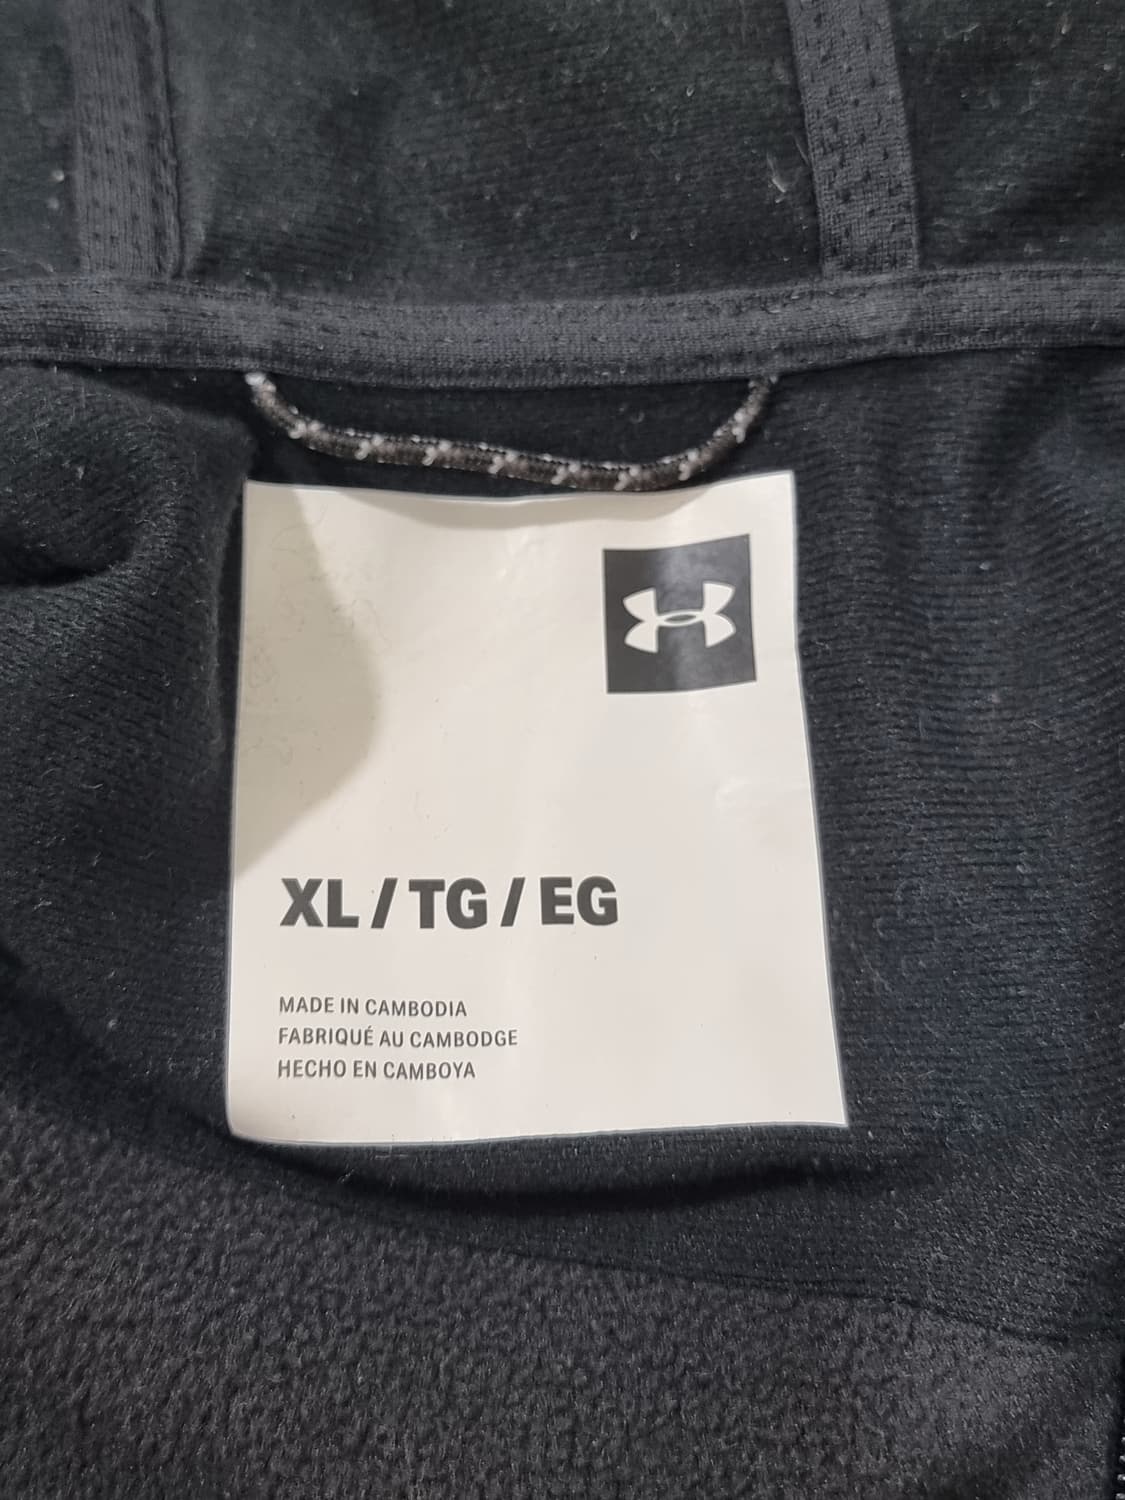 XL / TG / EG
MADE IN CAMBODIA
FABRIQUÉ AU CAMBODGE
HECHO EN CAMBOYA